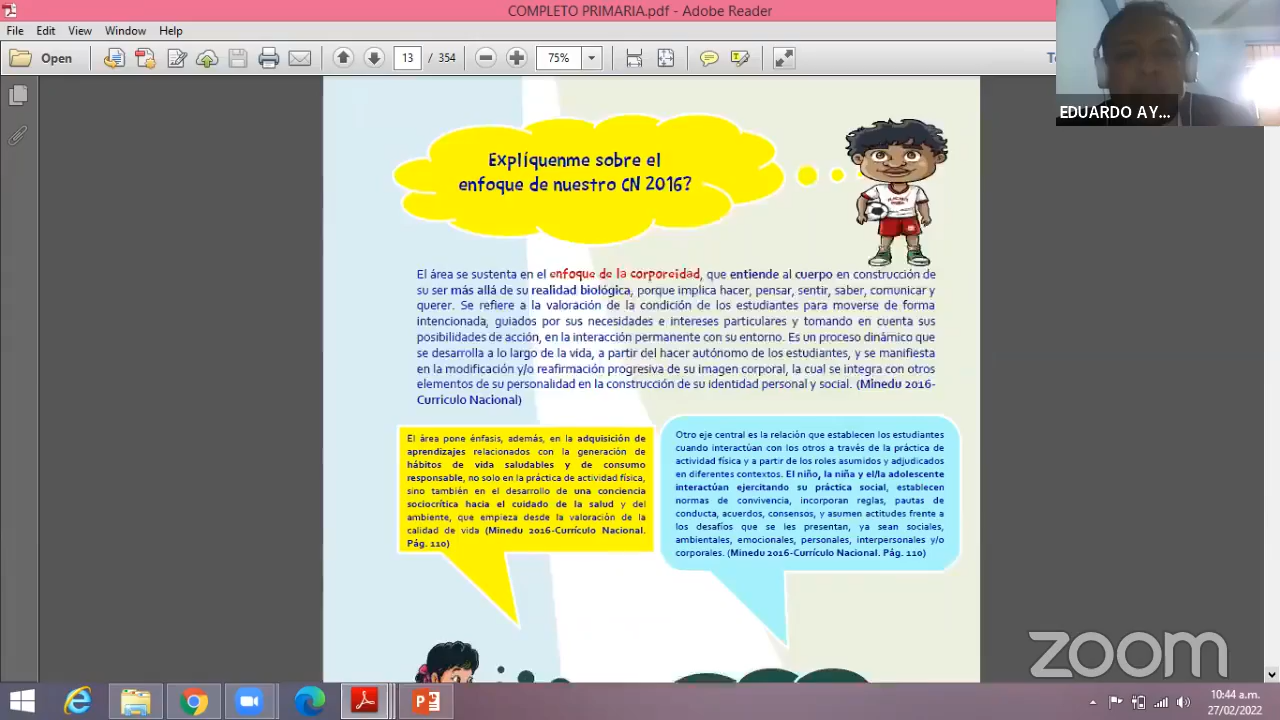 COMPLETO PRIMARIA.pdf - Adobe Reader
File Edit View Window Help
Open
13 / 354
75%
EDUARDO AY...
Explíquenme sobre el
enfoque de nuestro CN 2016?
El área se sustenta en el enfoque de la corporeidad, que entiende al cuerpo en construcción de
su ser más allá de su realidad biológica, porque implica hacer, pensar, sentir, saber, comunicar y
querer. Se refiere a la valoración de la condición de los estudiantes para moverse de forma
intencionada, guiados por sus necesidades e intereses particulares y tomando en cuenta sus
posibilidades de acción, en la interacción permanente con su entorno. Es un proceso dinámico que
se desarrolla a lo largo de la vida, a partir del hacer autónomo de los estudiantes, y se manifiesta
en la modificación y/o reafirmación progresiva de su imagen corporal, la cual se integra con otros
elementos de su personalidad en la construcción de su identidad personal y social. (Minedu 2016-
Currículo Nacional)
El área pone énfasis, además, en la adquisición de
aprendizajes relacionados con la generación de
hábitos de vida saludables y de consumo
responsable, no solo en la práctica de actividad física,
sino también en el desarrollo de una conciencia
sociocrítica hacia el cuidado de la salud y del
ambiente, que empieza desde la valoración de la
calidad de vida (Minedu 2016-Currículo Nacional.
Pág. 110)
Otro eje central es la relación que establecen los estudiantes
cuando interactúan con los otros a través de la práctica de
actividad física y a partir de los roles asumidos y adjudicados
en diferentes contextos. El niño, la niña y el/la adolescente
interactúan ejercitando su práctica social, establecen
normas de convivencia, incorporan reglas, pautas de
conducta, acuerdos, consensos, y asumen actitudes frente a
los desafíos que se les presentan, ya sean sociales,
ambientales, emocionales, personales, interpersonales y/o
corporales. (Minedu 2016-Currículo Nacional. Pág. 110)
zoom
10:44 a.m.
27/02/2022